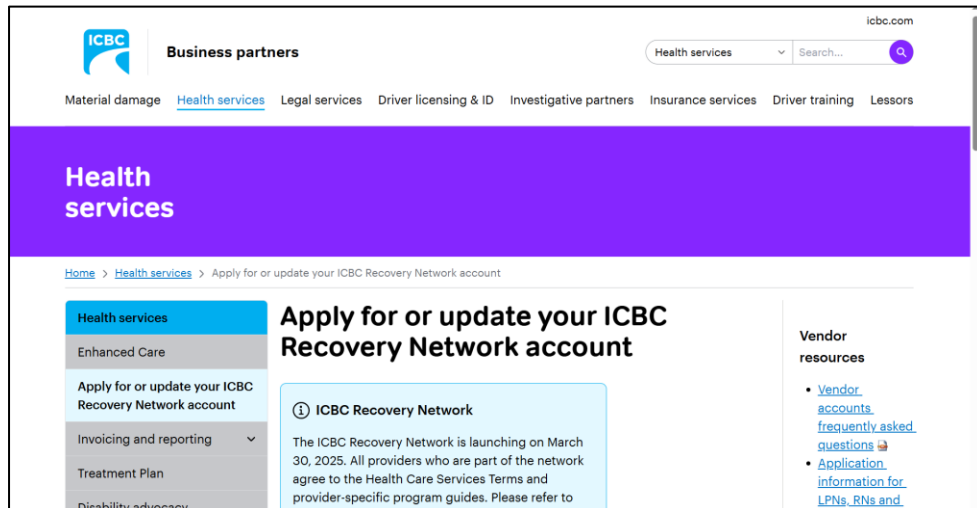 icbc.com
ICBC
Business partners
Health services
Search...
Material damage Health services Legal services Driver licensing & ID Investigative partners Insurance services Driver training Lessors
Health
services
Home > Health services > Apply for or update your ICBC Recovery Network account
Health services
Enhanced Care
Apply for or update your ICBC
Recovery Network account
Invoicing and reporting
Treatment Plan
Disability advocacy
Apply for or update your ICBC
Recovery Network account
ICBC Recovery Network
The ICBC Recovery Network is launching on March
30, 2025. All providers who are part of the network
agree to the Health Care Services Terms and
provider-specific program guides. Please refer to
Vendor
resources
• Vendor
accounts
frequently asked
questions
• Application
information for
LPNs, RNs and